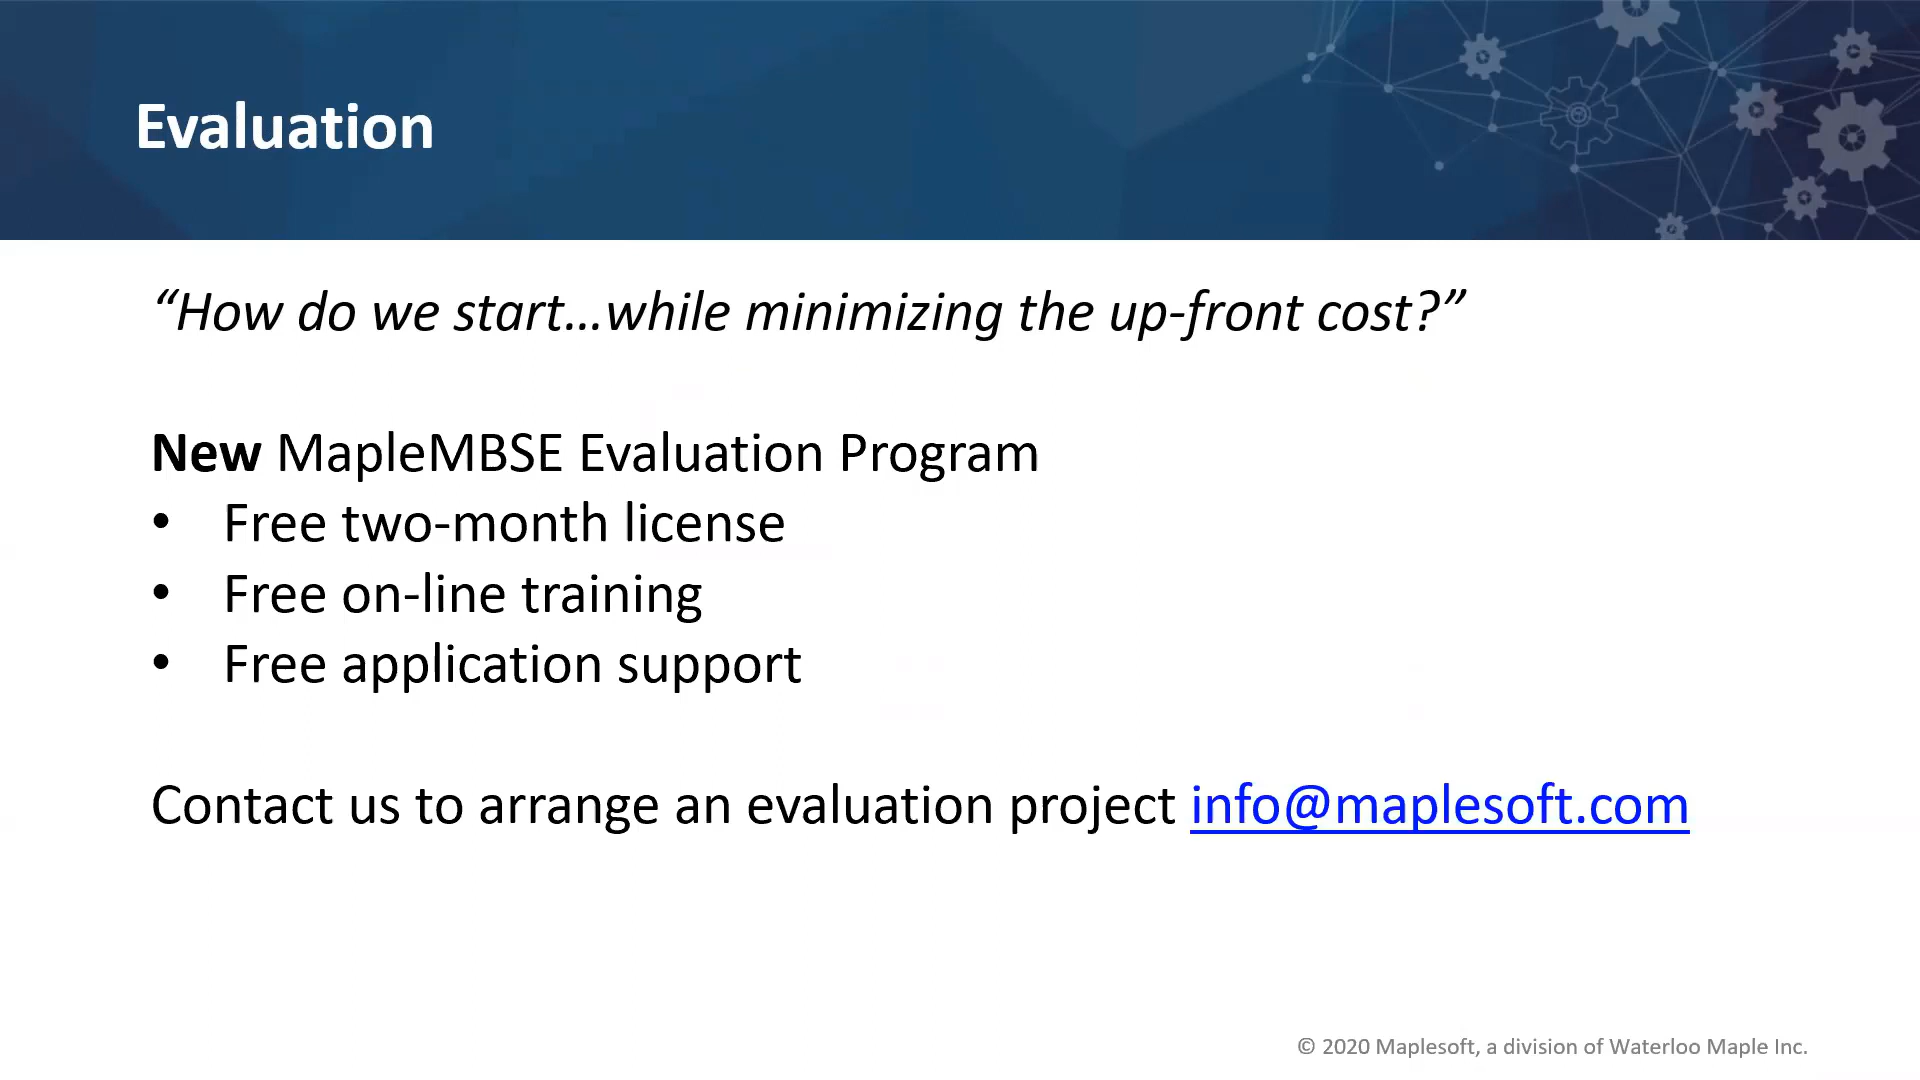 Evaluation
“How do we start...while minimizing the up-front cost?”
New MapleMBSE Evaluation Program
• Free two-month license
• Free on-line training
• Free application support
Contact us to arrange an evaluation project info@maplesoft.com
© 2020 Maplesoft, a division of Waterloo Maple Inc.